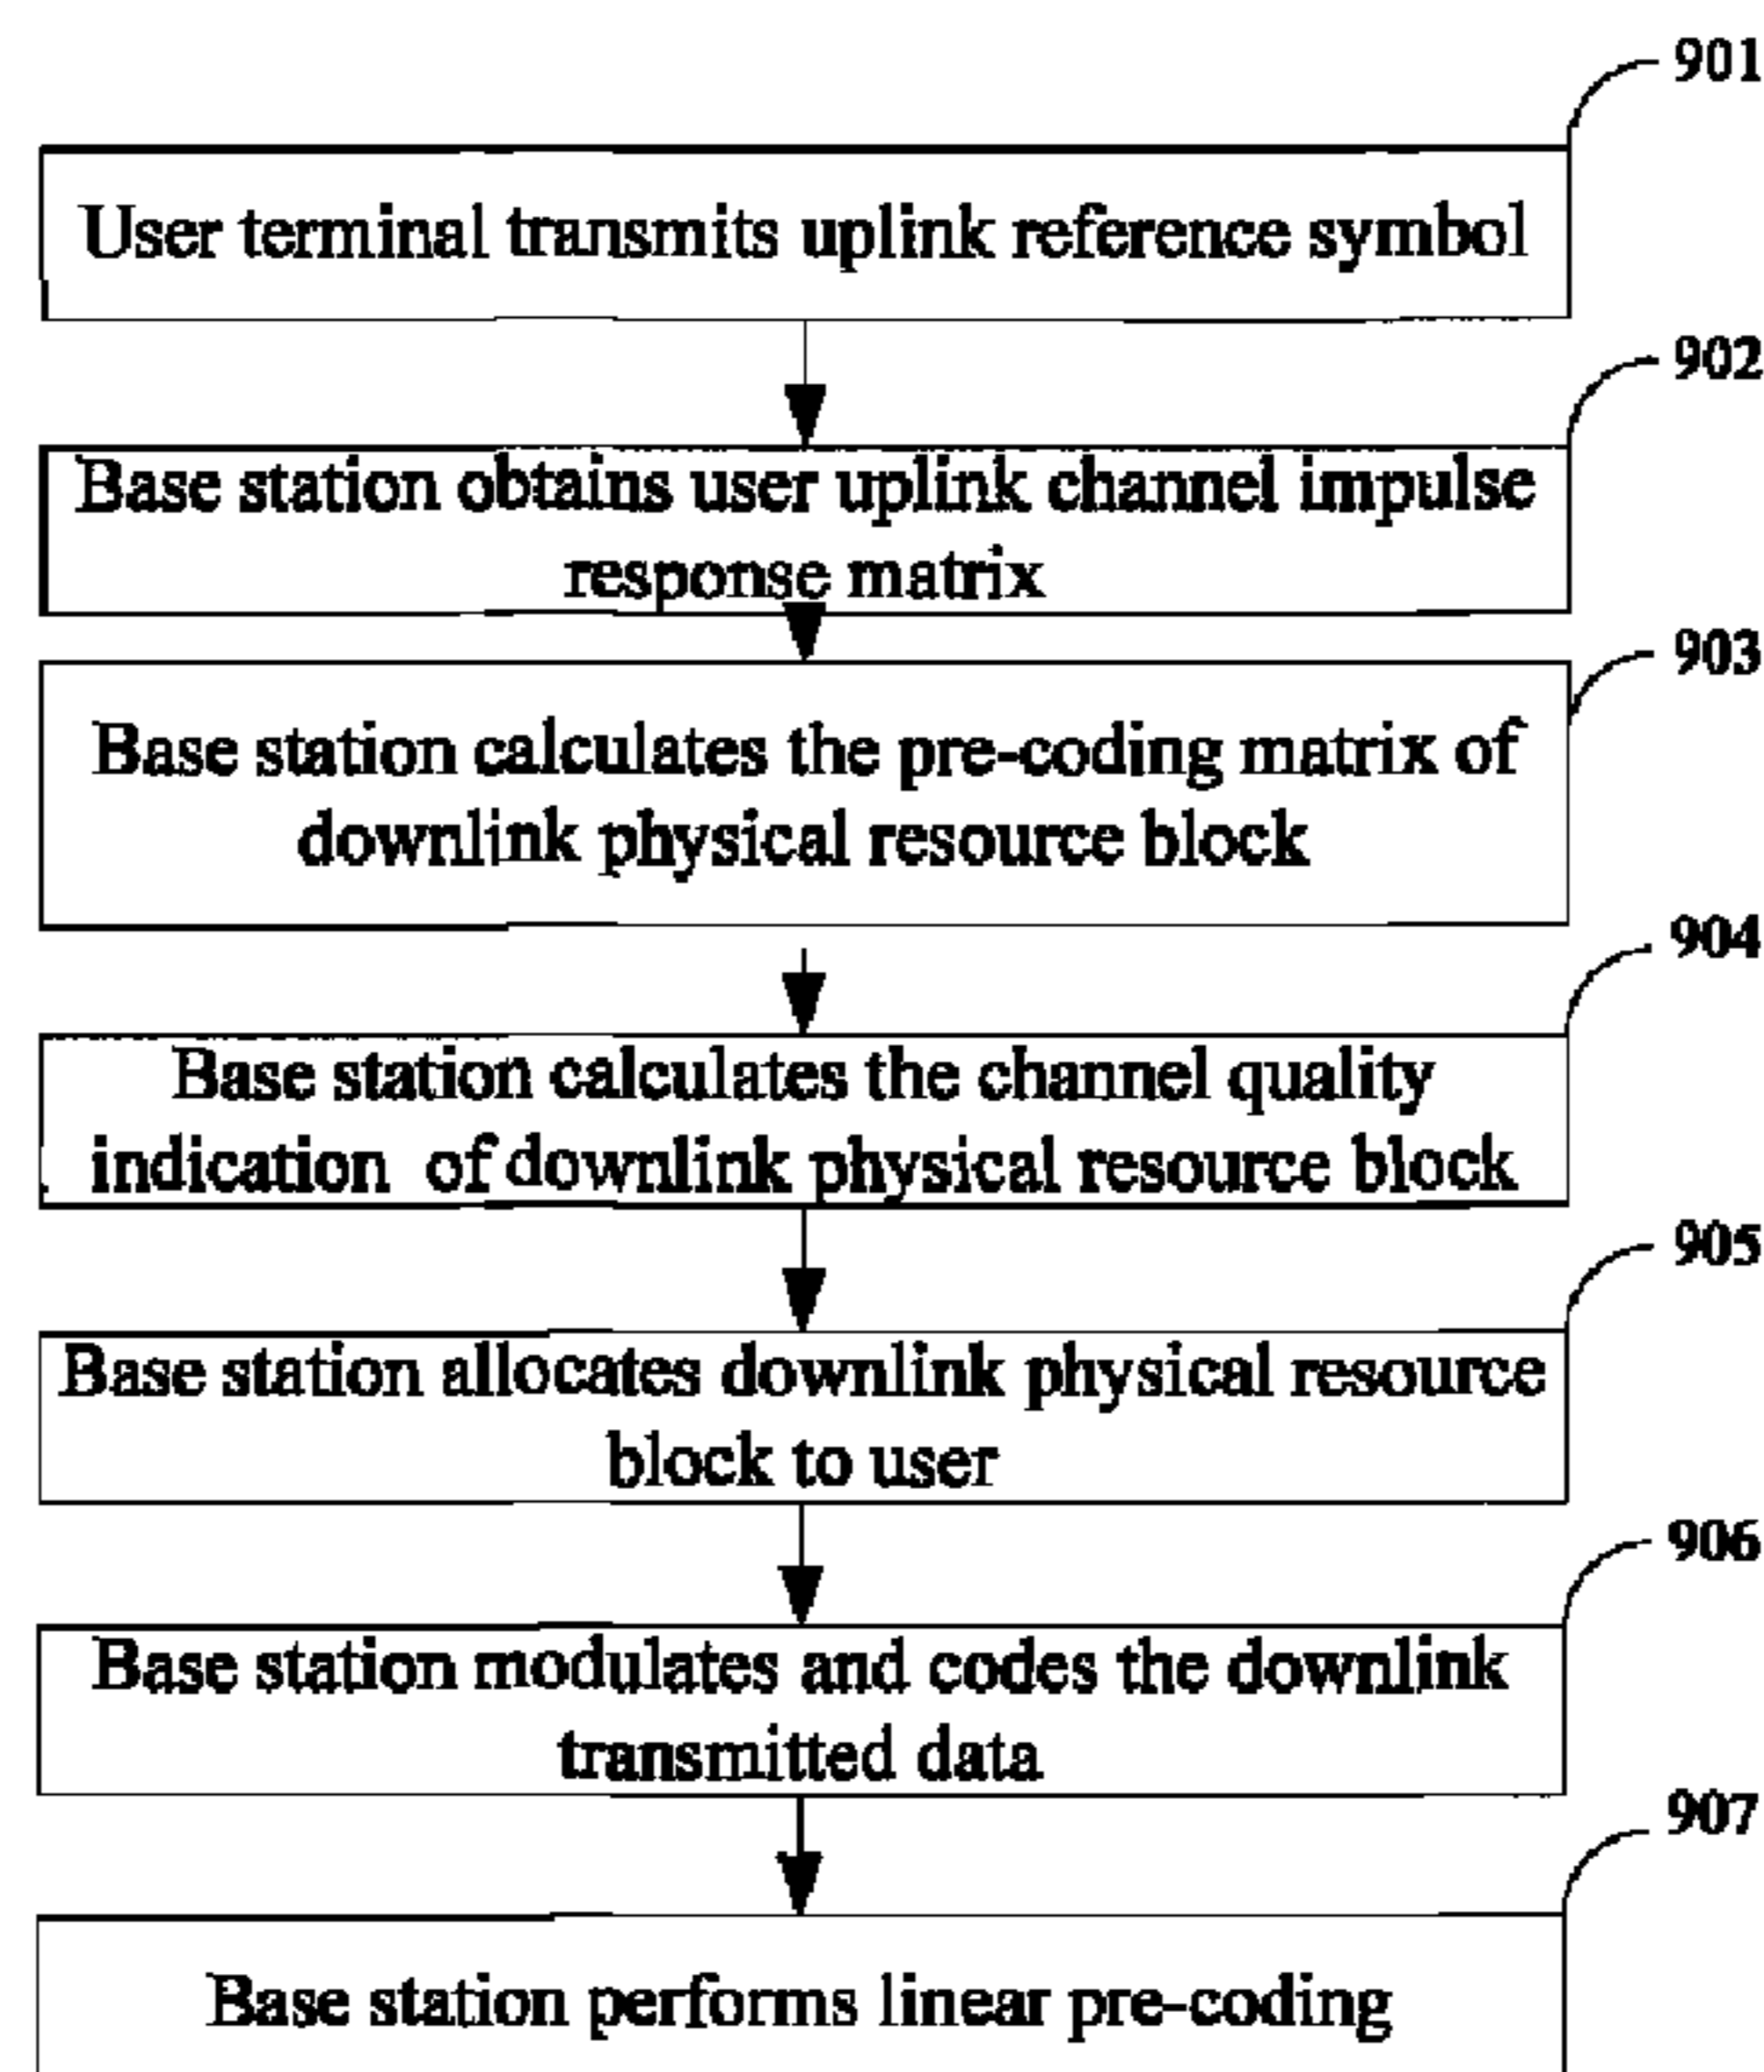 901
User terminal transmits uplink reference symbol
902
Base station obtains user uplink channel impulse
response matrix
903
Base station calculates the pre-coding matrix of
downlink physical resource block
904
Base station calculates the channel quality
indication of downlink physical resource block
905
Base station allocates downlink physical resource
block to user
906
Base station modulates and codes the downlink
transmitted data
907
Base station performs linear pre-coding